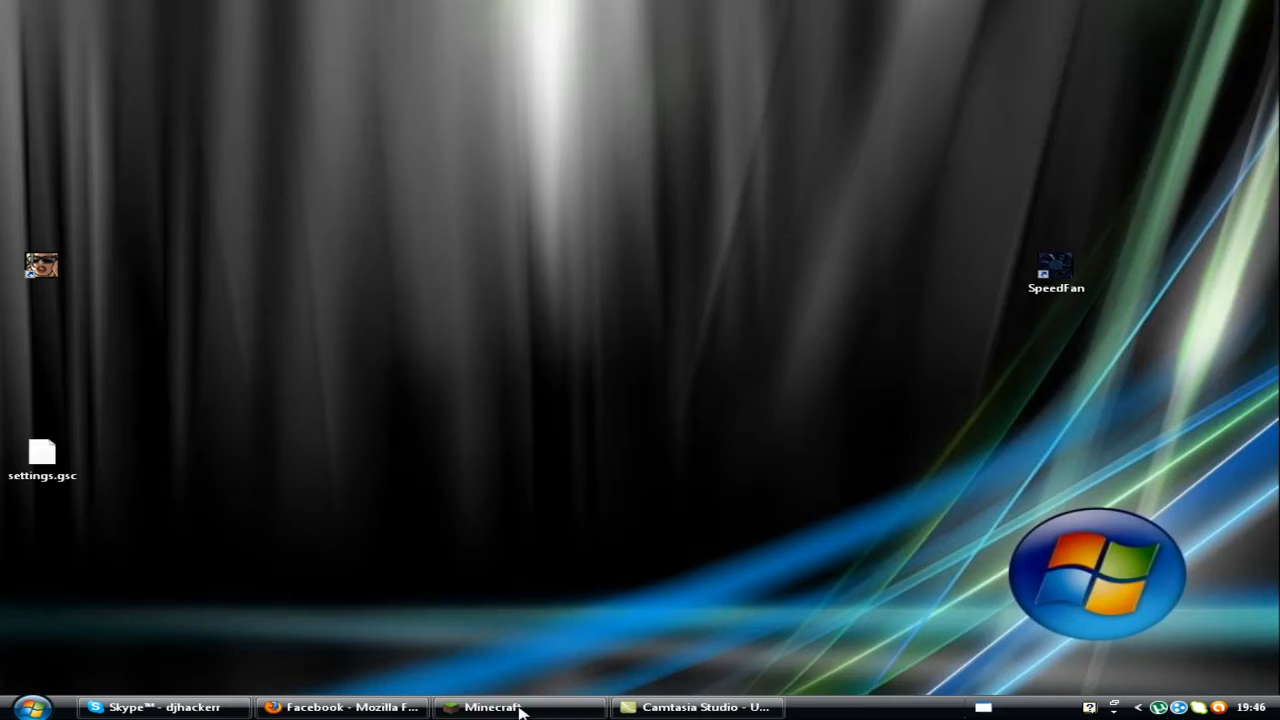 SpeedFan
settings.gsc
Skype™ - djhackerr
Facebook - Mozilla F...
Minecraft
Camtasia Studio - U...
19:46